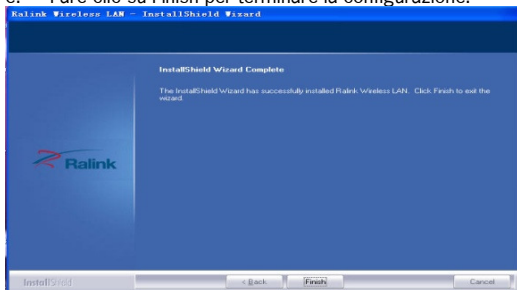 Fare clic su Finish per terminare la configurazione.
Ralink Wireless LAN - InstallShield Wizard
InstallShield Wizard Complete
The InstallShield Wizard has successfully installed Ralink Wireless LAN. Click Finish to exit the
wizard.
Ralink
InstallShield
< Back
Finish
Cancel